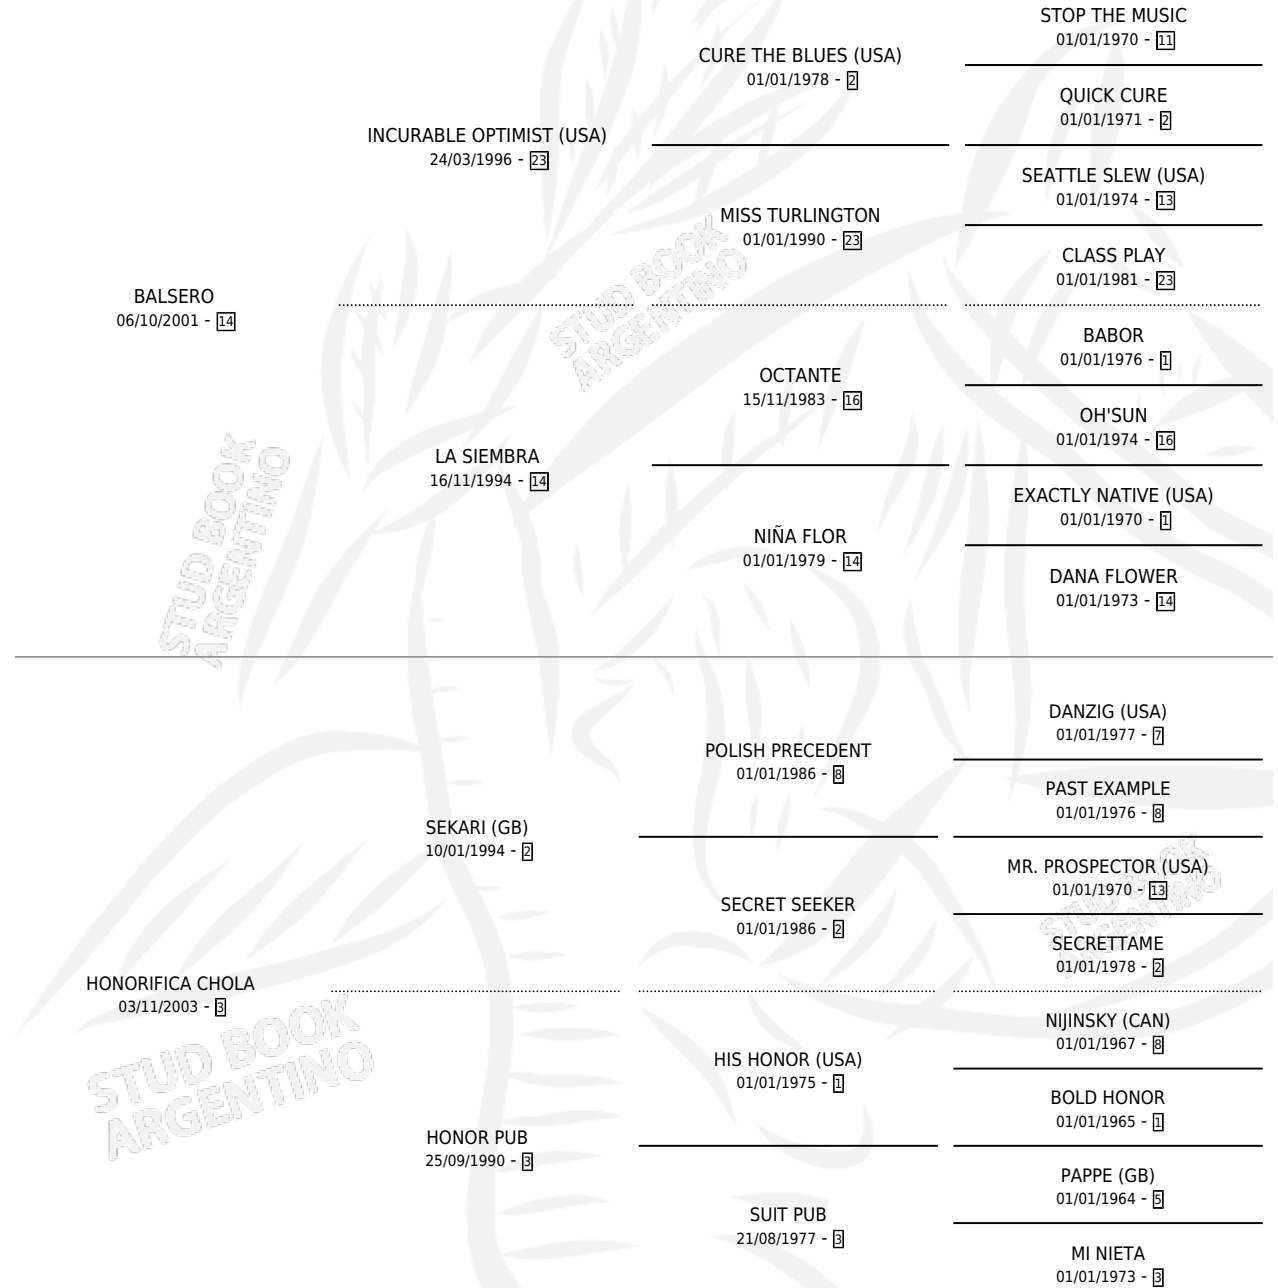 STOP THE MUSIC
01/01/1970 - 11
CURE THE BLUES (USA)
01/01/1978 - 2
QUICK CURE
01/01/1971 - 2
INCURABLE OPTIMIST (USA)
24/03/1996 - 23
SEATTLE SLEW (USA)
01/01/1974 - 13
MISS TURLINGTON
01/01/1990 - 23
CLASS PLAY
01/01/1981 - 23
BALSERO
06/10/2001 - 14
BABOR
01/01/1976 - 1
OCTANTE
15/11/1983 - 16
OH'SUN
01/01/1974 - 16
LA SIEMBRA
16/11/1994 - 14
EXACTLY NATIVE (USA)
01/01/1970 - 1
NIÑA FLOR
01/01/1979 - 14
DANA FLOWER
01/01/1973 - 14
DANZIG (USA)
01/01/1977 - 7
POLISH PRECEDENT
01/01/1986 - 8
PAST EXAMPLE
01/01/1976 - 8
SEKARI (GB)
10/01/1994 - 2
MR. PROSPECTOR (USA)
01/01/1970 - 13
SECRET SEEKER
01/01/1986 - 2
SECRETTAME
01/01/1978 - 2
HONORIFICA CHOLA
03/11/2003 - 3
NIJINSKY (CAN)
01/01/1967 - 8
HIS HONOR (USA)
01/01/1975 - 1
BOLD HONOR
01/01/1965 - 1
HONOR PUB
25/09/1990 - 3
PAPPE (GB)
01/01/1964 - 5
SUIT PUB
21/08/1977 - 3
MI NIETA
01/01/1973 - 3
STUD BOOK
ARGENTINO
STUD BOOK
ARGENTINO
STUD BOOK
ARGENTINO
STUD BOOK
ARGENTINO